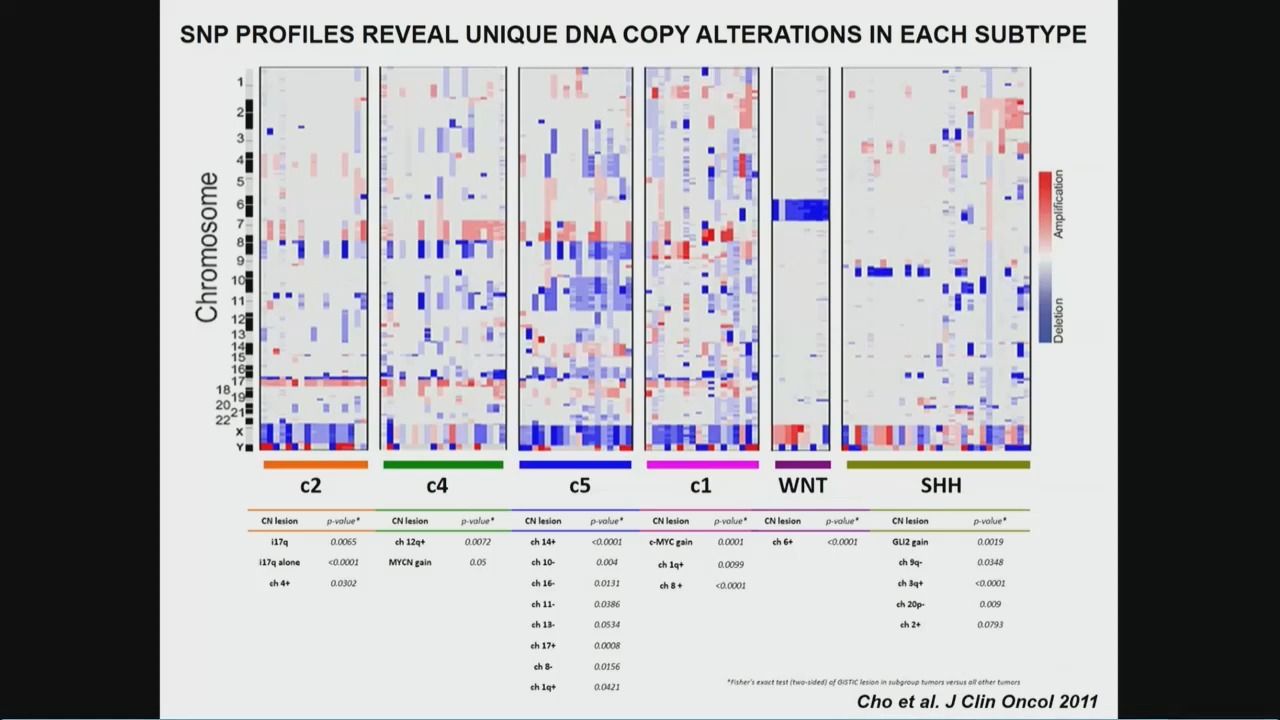 SNP PROFILES REVEAL UNIQUE DNA COPY ALTERATIONS IN EACH SUBTYPE
Chromosome
1
2
3
4
5
6
7
8
9
10
11
12
13
14
15
16
17
18
19
20
21
22
X
Y
Amplification
Deletion
c2 c4 c5 c1 WNT SHH
CN lesion p-value* CN lesion p-value* CN lesion p-value* CN lesion p-value* CN lesion p-value* CN lesion p-value*
i17q 0.0065 ch 12q+ 0.0072 ch 14+ <0.0001 c-MYC gain 0.0001 ch 6+ <0.0001 GLI2 gain 0.0019
i17q alone <0.0001 MYCN gain 0.05 ch 10- 0.004 ch 1q+ 0.0099 ch 9q- 0.0348
ch 4+ 0.0302 ch 16- 0.0131 ch 8 + <0.0001 ch 3q+ <0.0001
ch 11- 0.0386 ch 20p- 0.009
ch 13- 0.0534 ch 2+ 0.0793
ch 17+ 0.0008
ch 8- 0.0156
ch 1q+ 0.0421
*Fisher's exact test (two-sided) of GISTIC lesion in subgroup tumors versus all other tumors
Cho et al. J Clin Oncol 2011